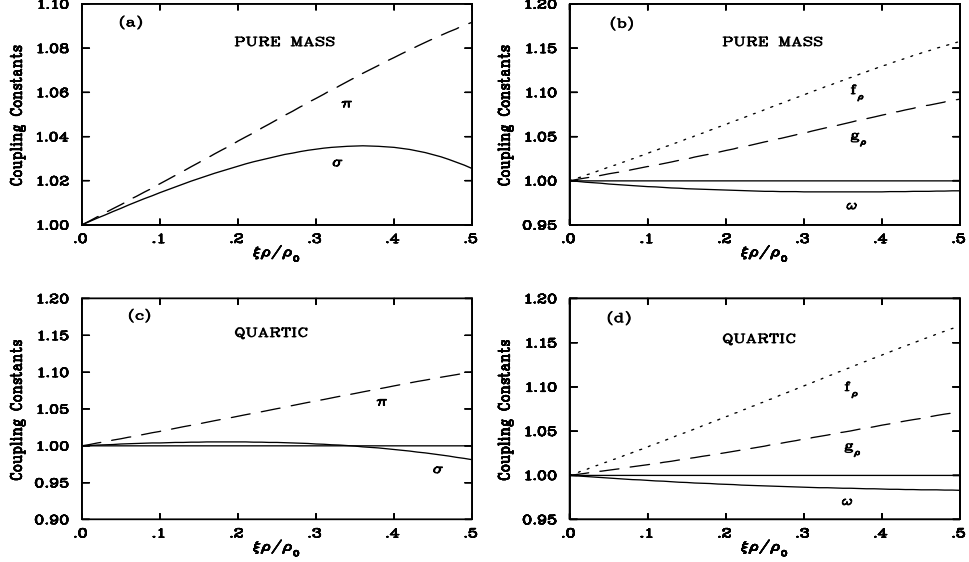 (a)
PURE MASS
Coupling Constants
1.10
1.08
1.06
1.04
1.02
1.00
π
σ
.0 .1 .2 .3 .4 .5
ξρ/ρ₀
(b)
PURE MASS
Coupling Constants
1.20
1.15
1.10
1.05
1.00
0.95
fρ
gρ
ω
.0 .1 .2 .3 .4 .5
ξρ/ρ₀
(c)
QUARTIC
Coupling Constants
1.20
1.15
1.10
1.05
1.00
0.95
0.90
π
σ
.0 .1 .2 .3 .4 .5
ξρ/ρ₀
(d)
QUARTIC
Coupling Constants
1.20
1.15
1.10
1.05
1.00
0.95
fρ
gρ
ω
.0 .1 .2 .3 .4 .5
ξρ/ρ₀